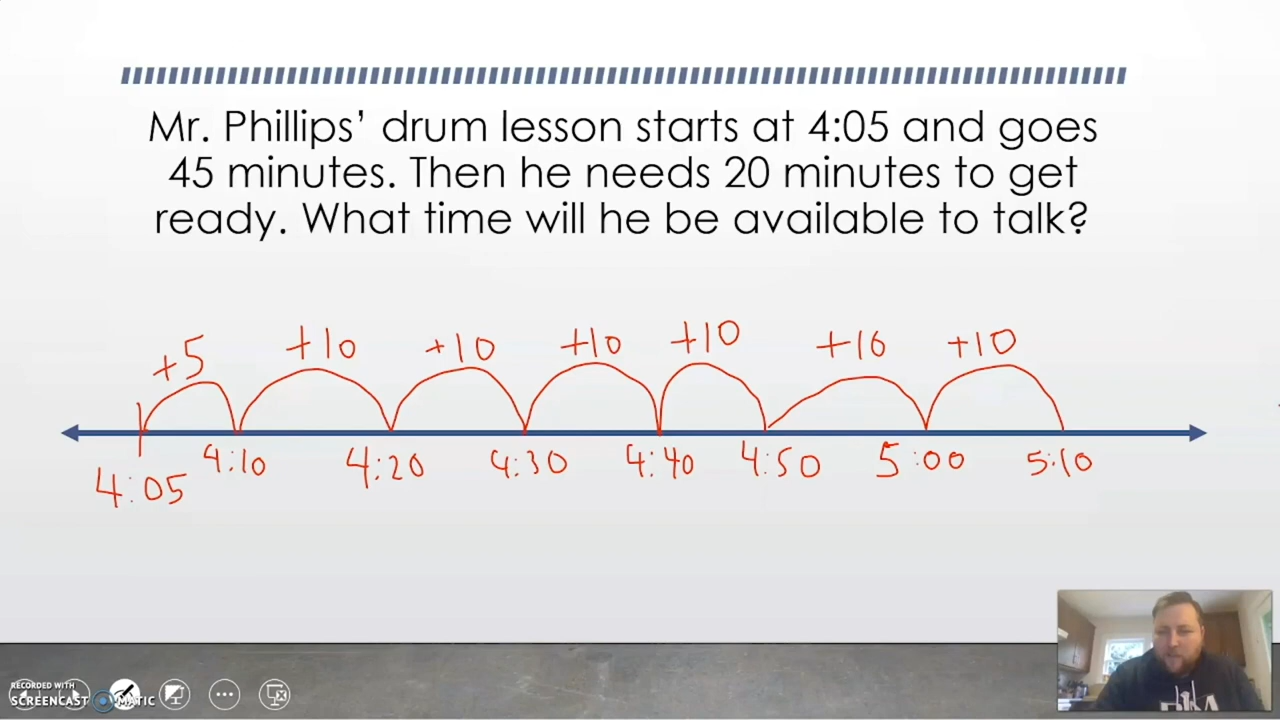 Mr. Phillips’ drum lesson starts at 4:05 and goes
45 minutes. Then he needs 20 minutes to get
ready. What time will he be available to talk?
+5 +10 +10 +10 +10 +10 +10
4:05 4:10 4:20 4:30 4:40 4:50 5:00 5:10
RECORDED WITH
SCREENCAST MATIC